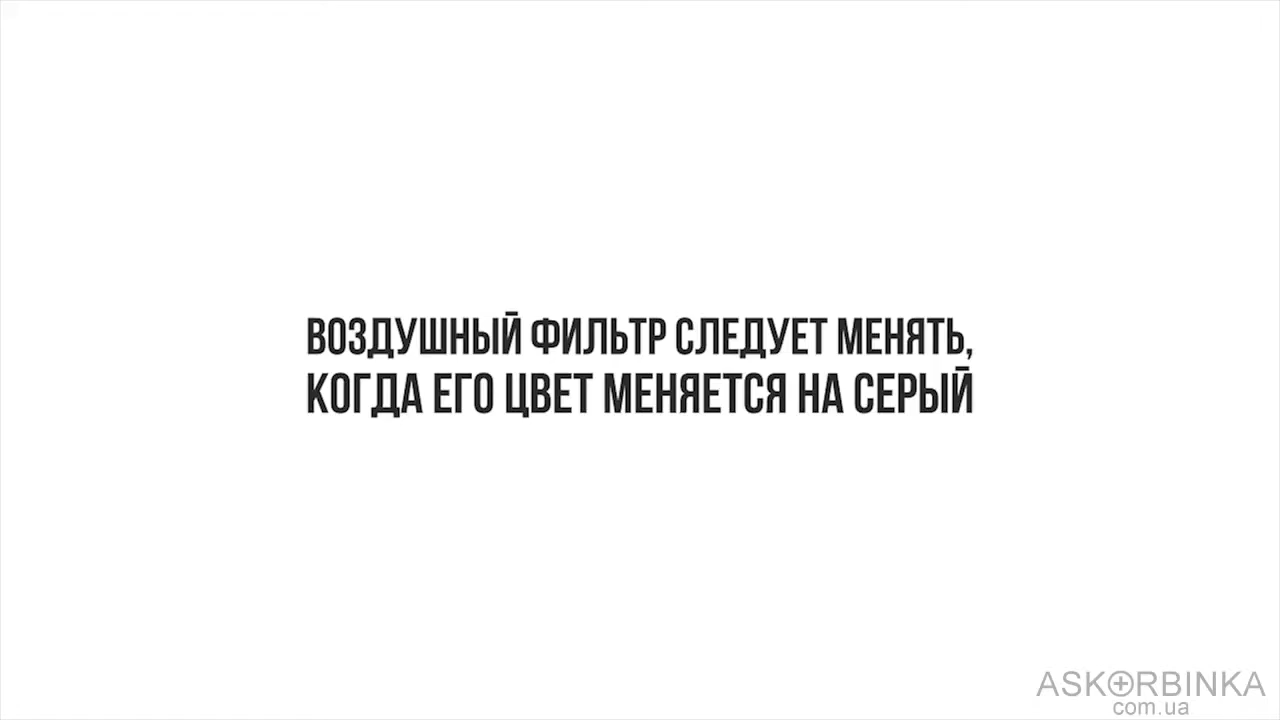 ВОЗДУШНЫЙ ФИЛЬТР СЛЕДУЕТ МЕНЯТЬ,
КОГДА ЕГО ЦВЕТ МЕНЯЕТСЯ НА СЕРЫЙ
ASKORBINKA
com.ua